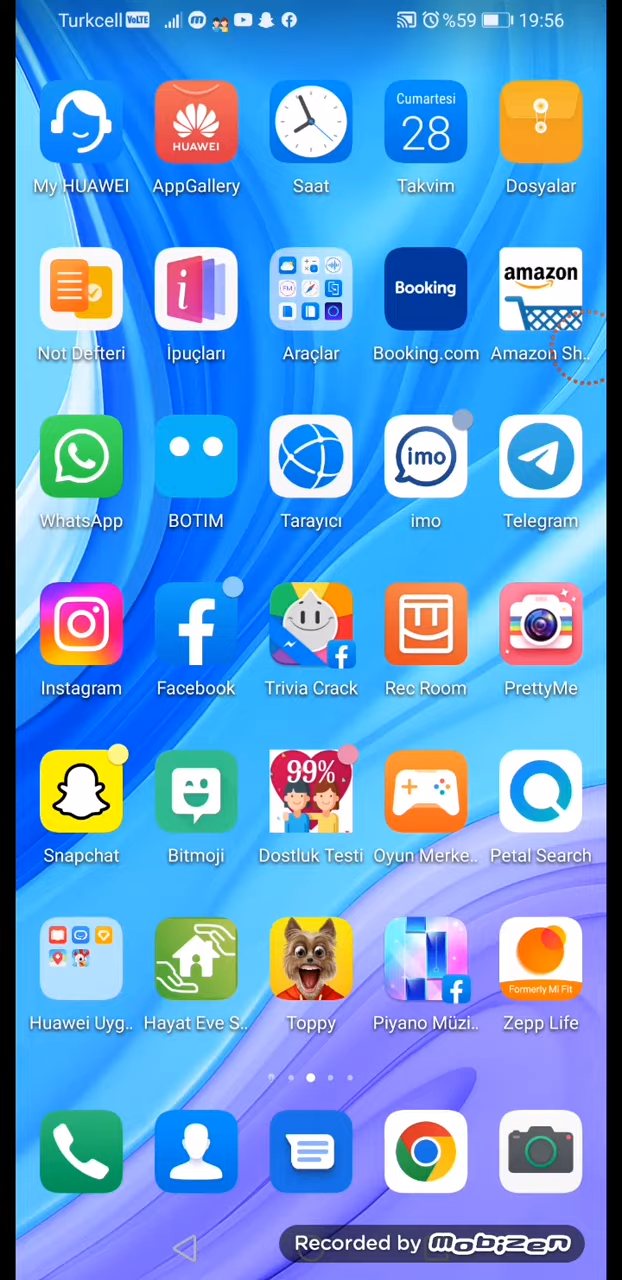 Turkcell VoLTE %59 19:56
HUAWEI
Cumartesi
28
My HUAWEI AppGallery Saat Takvim Dosyalar
i
FM
Booking
amazon
Not Defteri İpuçları Araçlar Booking.com Amazon Sh..
imo
WhatsApp BOTIM Tarayıcı imo Telegram
Instagram Facebook Trivia Crack Rec Room PrettyMe
99%
Snapchat Bitmoji Dostluk Testi Oyun Merke.. Petal Search
Formerly Mi Fit
Huawei Uyg.. Hayat Eve S.. Toppy Piyano Müzi.. Zepp Life
Recorded by mobizen